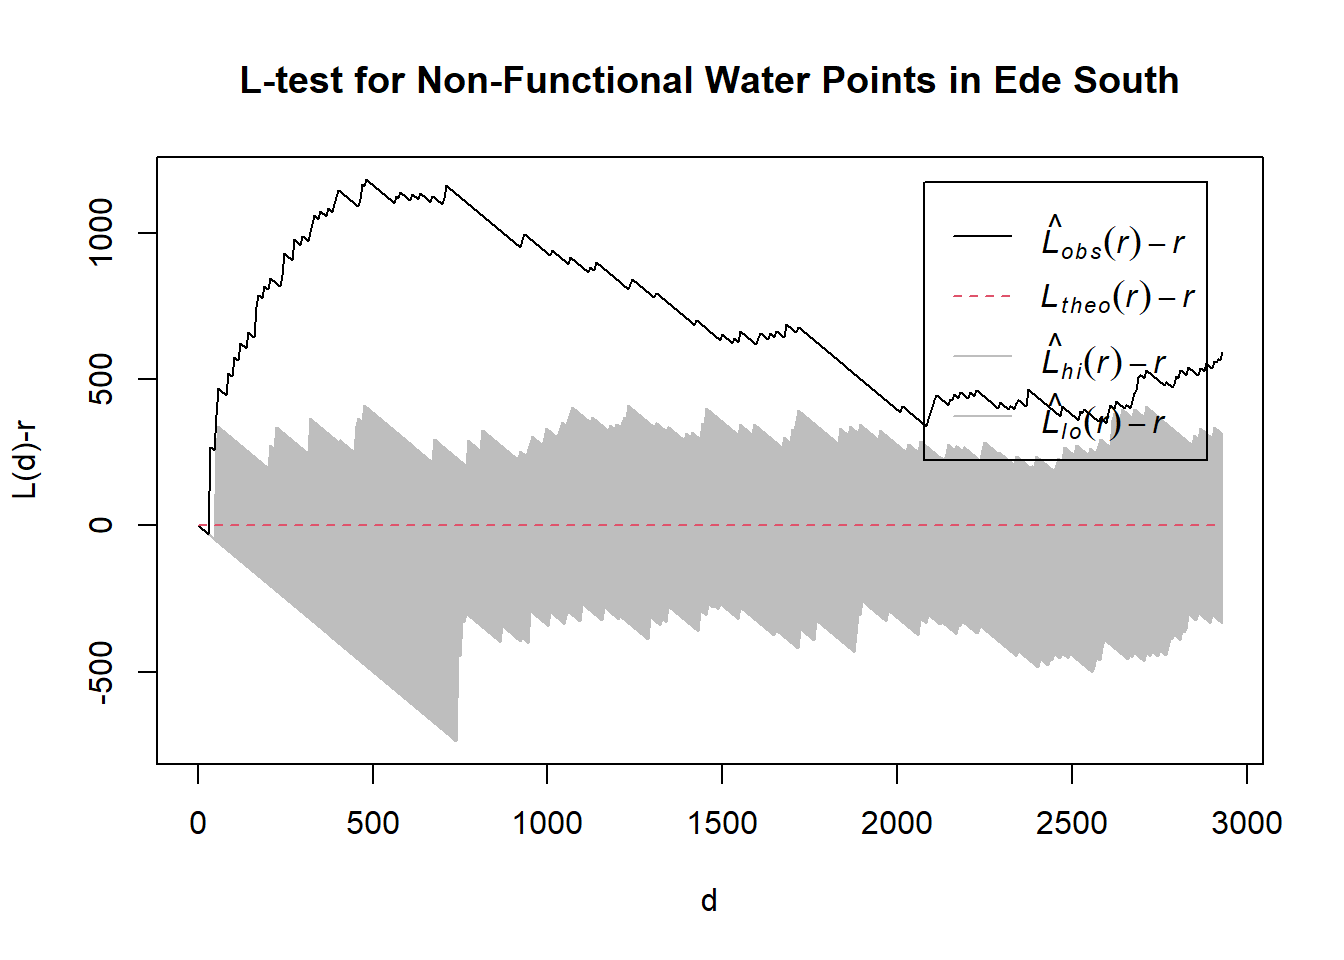 L-test for Non-Functional Water Points in Ede South
L(d)-r
1000
500
0
-500
L̂obs(r) – r
Ltheo(r) – r
L̂hi(r) – r
L̂lo(r) – r
0 500 1000 1500 2000 2500 3000
d